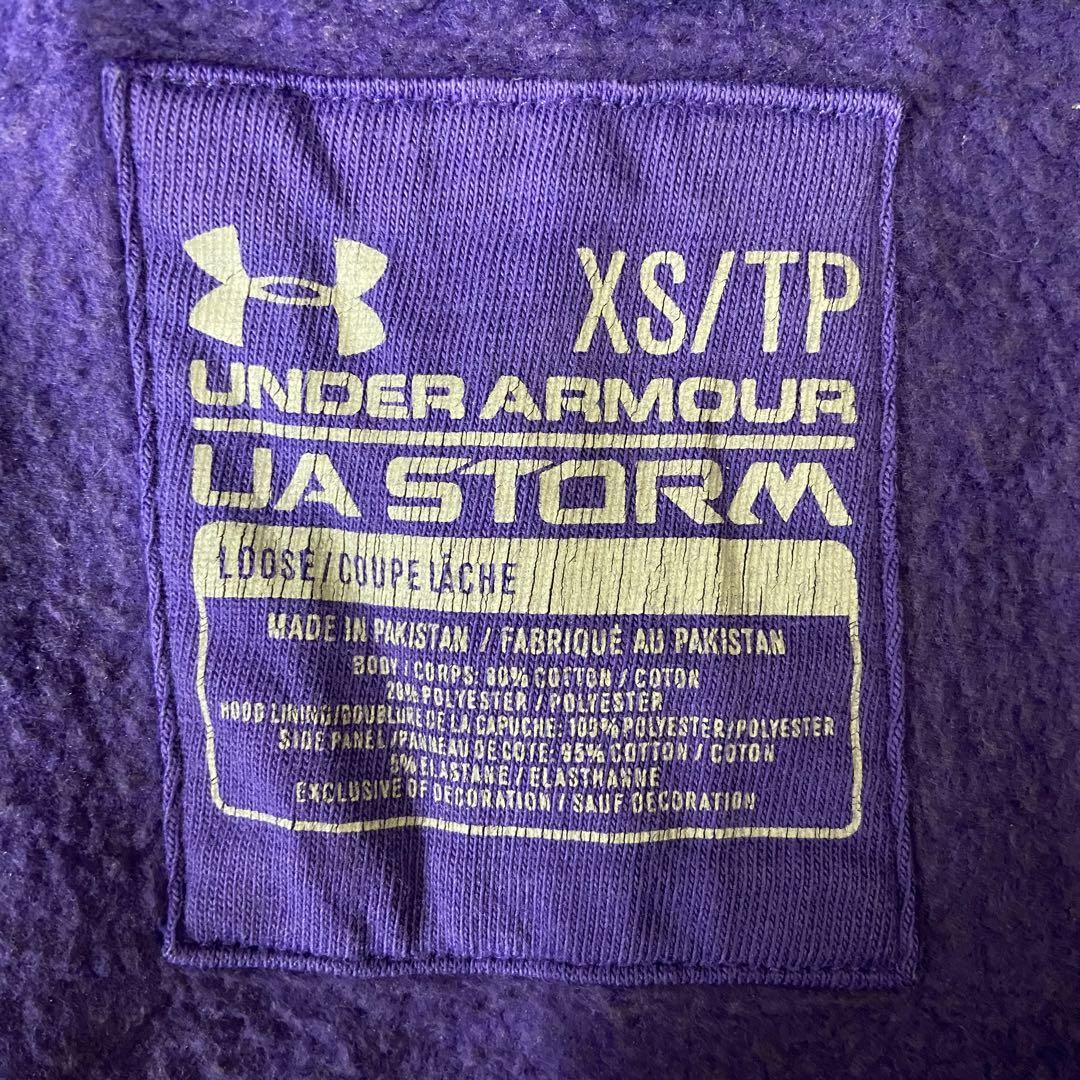 XS/TP
UNDER ARMOUR
UA STORM
LOOSE/COUPE LÂCHE
MADE IN PAKISTAN / FABRIQUÉ AU PAKISTAN
BODY / CORPS: 80% COTTON / COTON
20% POLYESTER / POLYESTER
HOOD LINING/DOUBLURE DE LA CAPUCHE: 100% POLYESTER/POLYESTER
SIDE PANEL /PANNEAU DE COTE: 95% COTTON / COTON
5% ELASTANE / ELASTHANNE
EXCLUSIVE OF DECORATION / SAUF DECORATION